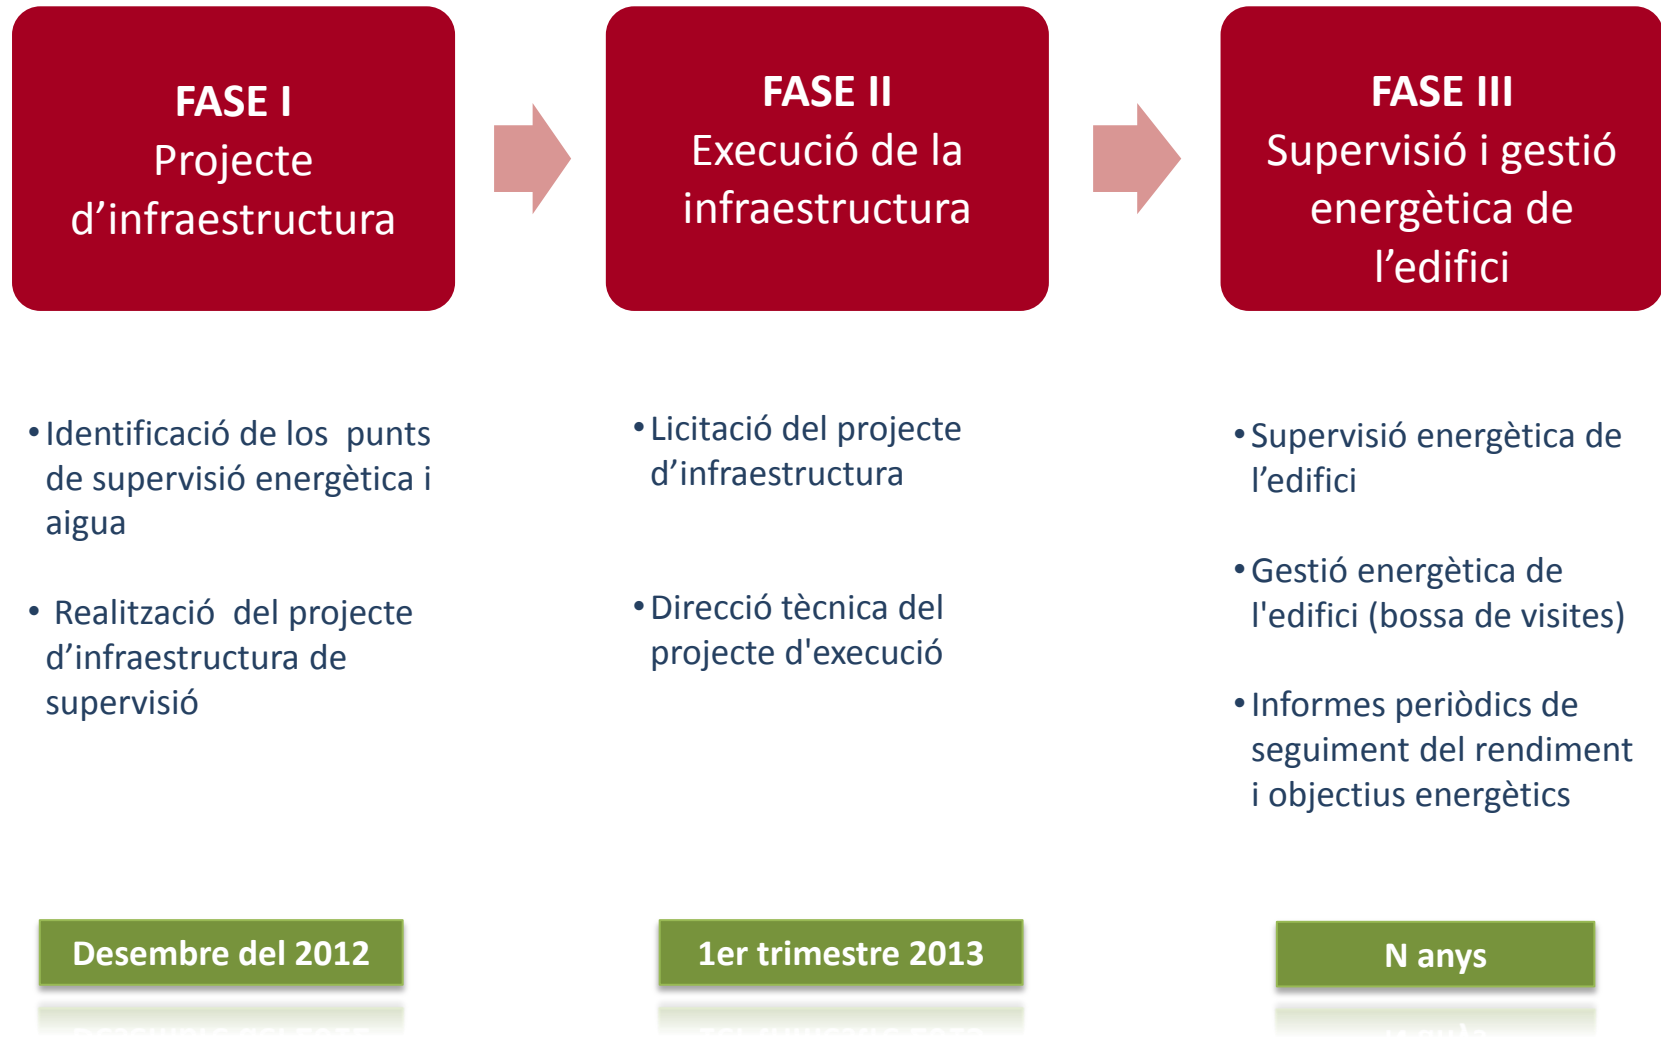 FASE I
Projecte
d’infraestructura
FASE II
Execució de la
infraestructura
FASE III
Supervisió i gestió
energètica de
l’edifici
• Identificació de los  punts
de supervisió energètica i
aigua
•  Realització  del projecte
d’infraestructura de
supervisió
• Licitació del projecte
d’infraestructura
• Direcció tècnica del
projecte d'execució
• Supervisió energètica de
l’edifici
• Gestió energètica de
l'edifici (bossa de visites)
• Informes periòdics de
seguiment del rendiment
i objectius energètics
Desembre del 2012
1er trimestre 2013
N anys